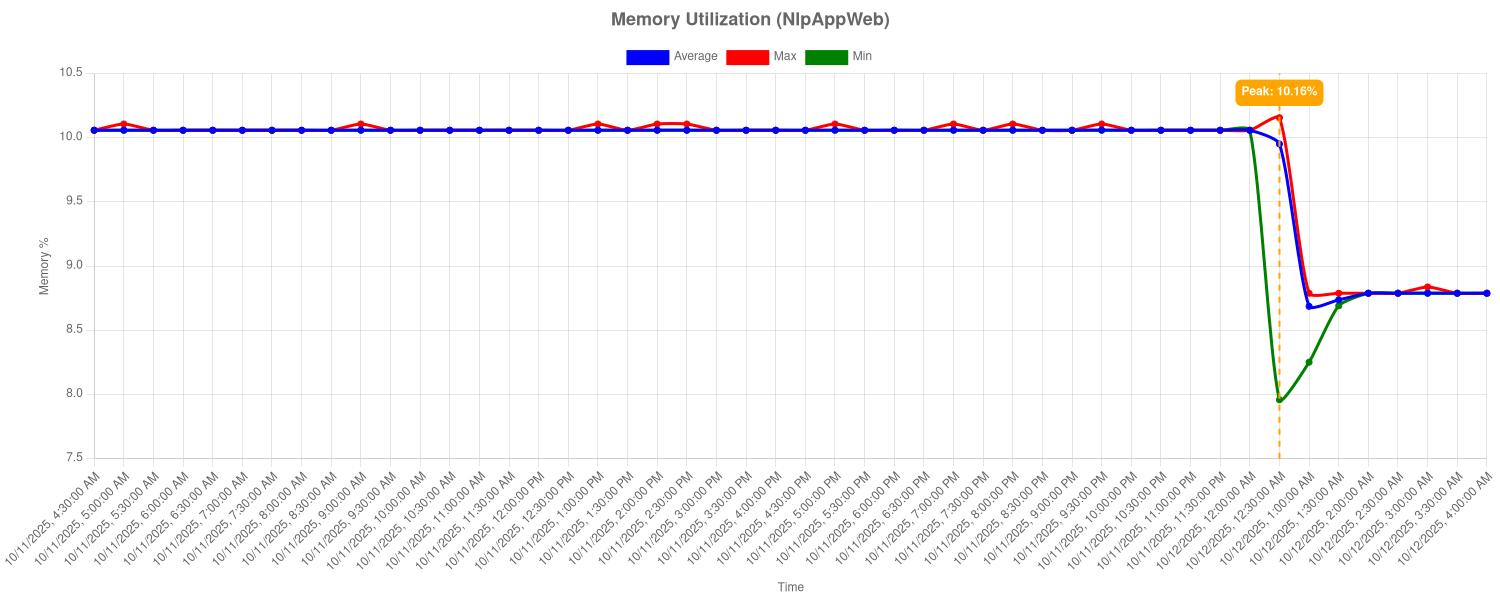 Memory Utilization (NlpAppWeb)
Average Max Min
Peak: 10.16%
10.5
10.0
9.5
9.0
8.5
8.0
7.5
Memory %
10/11/2025, 4:30:00 AM
10/11/2025, 5:00:00 AM
10/11/2025, 5:30:00 AM
10/11/2025, 6:00:00 AM
10/11/2025, 6:30:00 AM
10/11/2025, 7:00:00 AM
10/11/2025, 7:30:00 AM
10/11/2025, 8:00:00 AM
10/11/2025, 8:30:00 AM
10/11/2025, 9:00:00 AM
10/11/2025, 9:30:00 AM
10/11/2025, 10:00:00 AM
10/11/2025, 10:30:00 AM
10/11/2025, 11:00:00 AM
10/11/2025, 11:30:00 AM
10/11/2025, 12:00:00 PM
10/11/2025, 12:30:00 PM
10/11/2025, 1:00:00 PM
10/11/2025, 1:30:00 PM
10/11/2025, 2:00:00 PM
10/11/2025, 2:30:00 PM
10/11/2025, 3:00:00 PM
10/11/2025, 3:30:00 PM
10/11/2025, 4:00:00 PM
10/11/2025, 4:30:00 PM
10/11/2025, 5:00:00 PM
10/11/2025, 5:30:00 PM
10/11/2025, 6:00:00 PM
10/11/2025, 6:30:00 PM
10/11/2025, 7:00:00 PM
10/11/2025, 7:30:00 PM
10/11/2025, 8:00:00 PM
10/11/2025, 8:30:00 PM
10/11/2025, 9:00:00 PM
10/11/2025, 9:30:00 PM
10/11/2025, 10:00:00 PM
10/11/2025, 10:30:00 PM
10/11/2025, 11:00:00 PM
10/11/2025, 11:30:00 PM
10/12/2025, 12:00:00 AM
10/12/2025, 12:30:00 AM
10/12/2025, 1:00:00 AM
10/12/2025, 1:30:00 AM
10/12/2025, 2:00:00 AM
10/12/2025, 2:30:00 AM
10/12/2025, 3:00:00 AM
10/12/2025, 3:30:00 AM
10/12/2025, 4:00:00 AM
Time